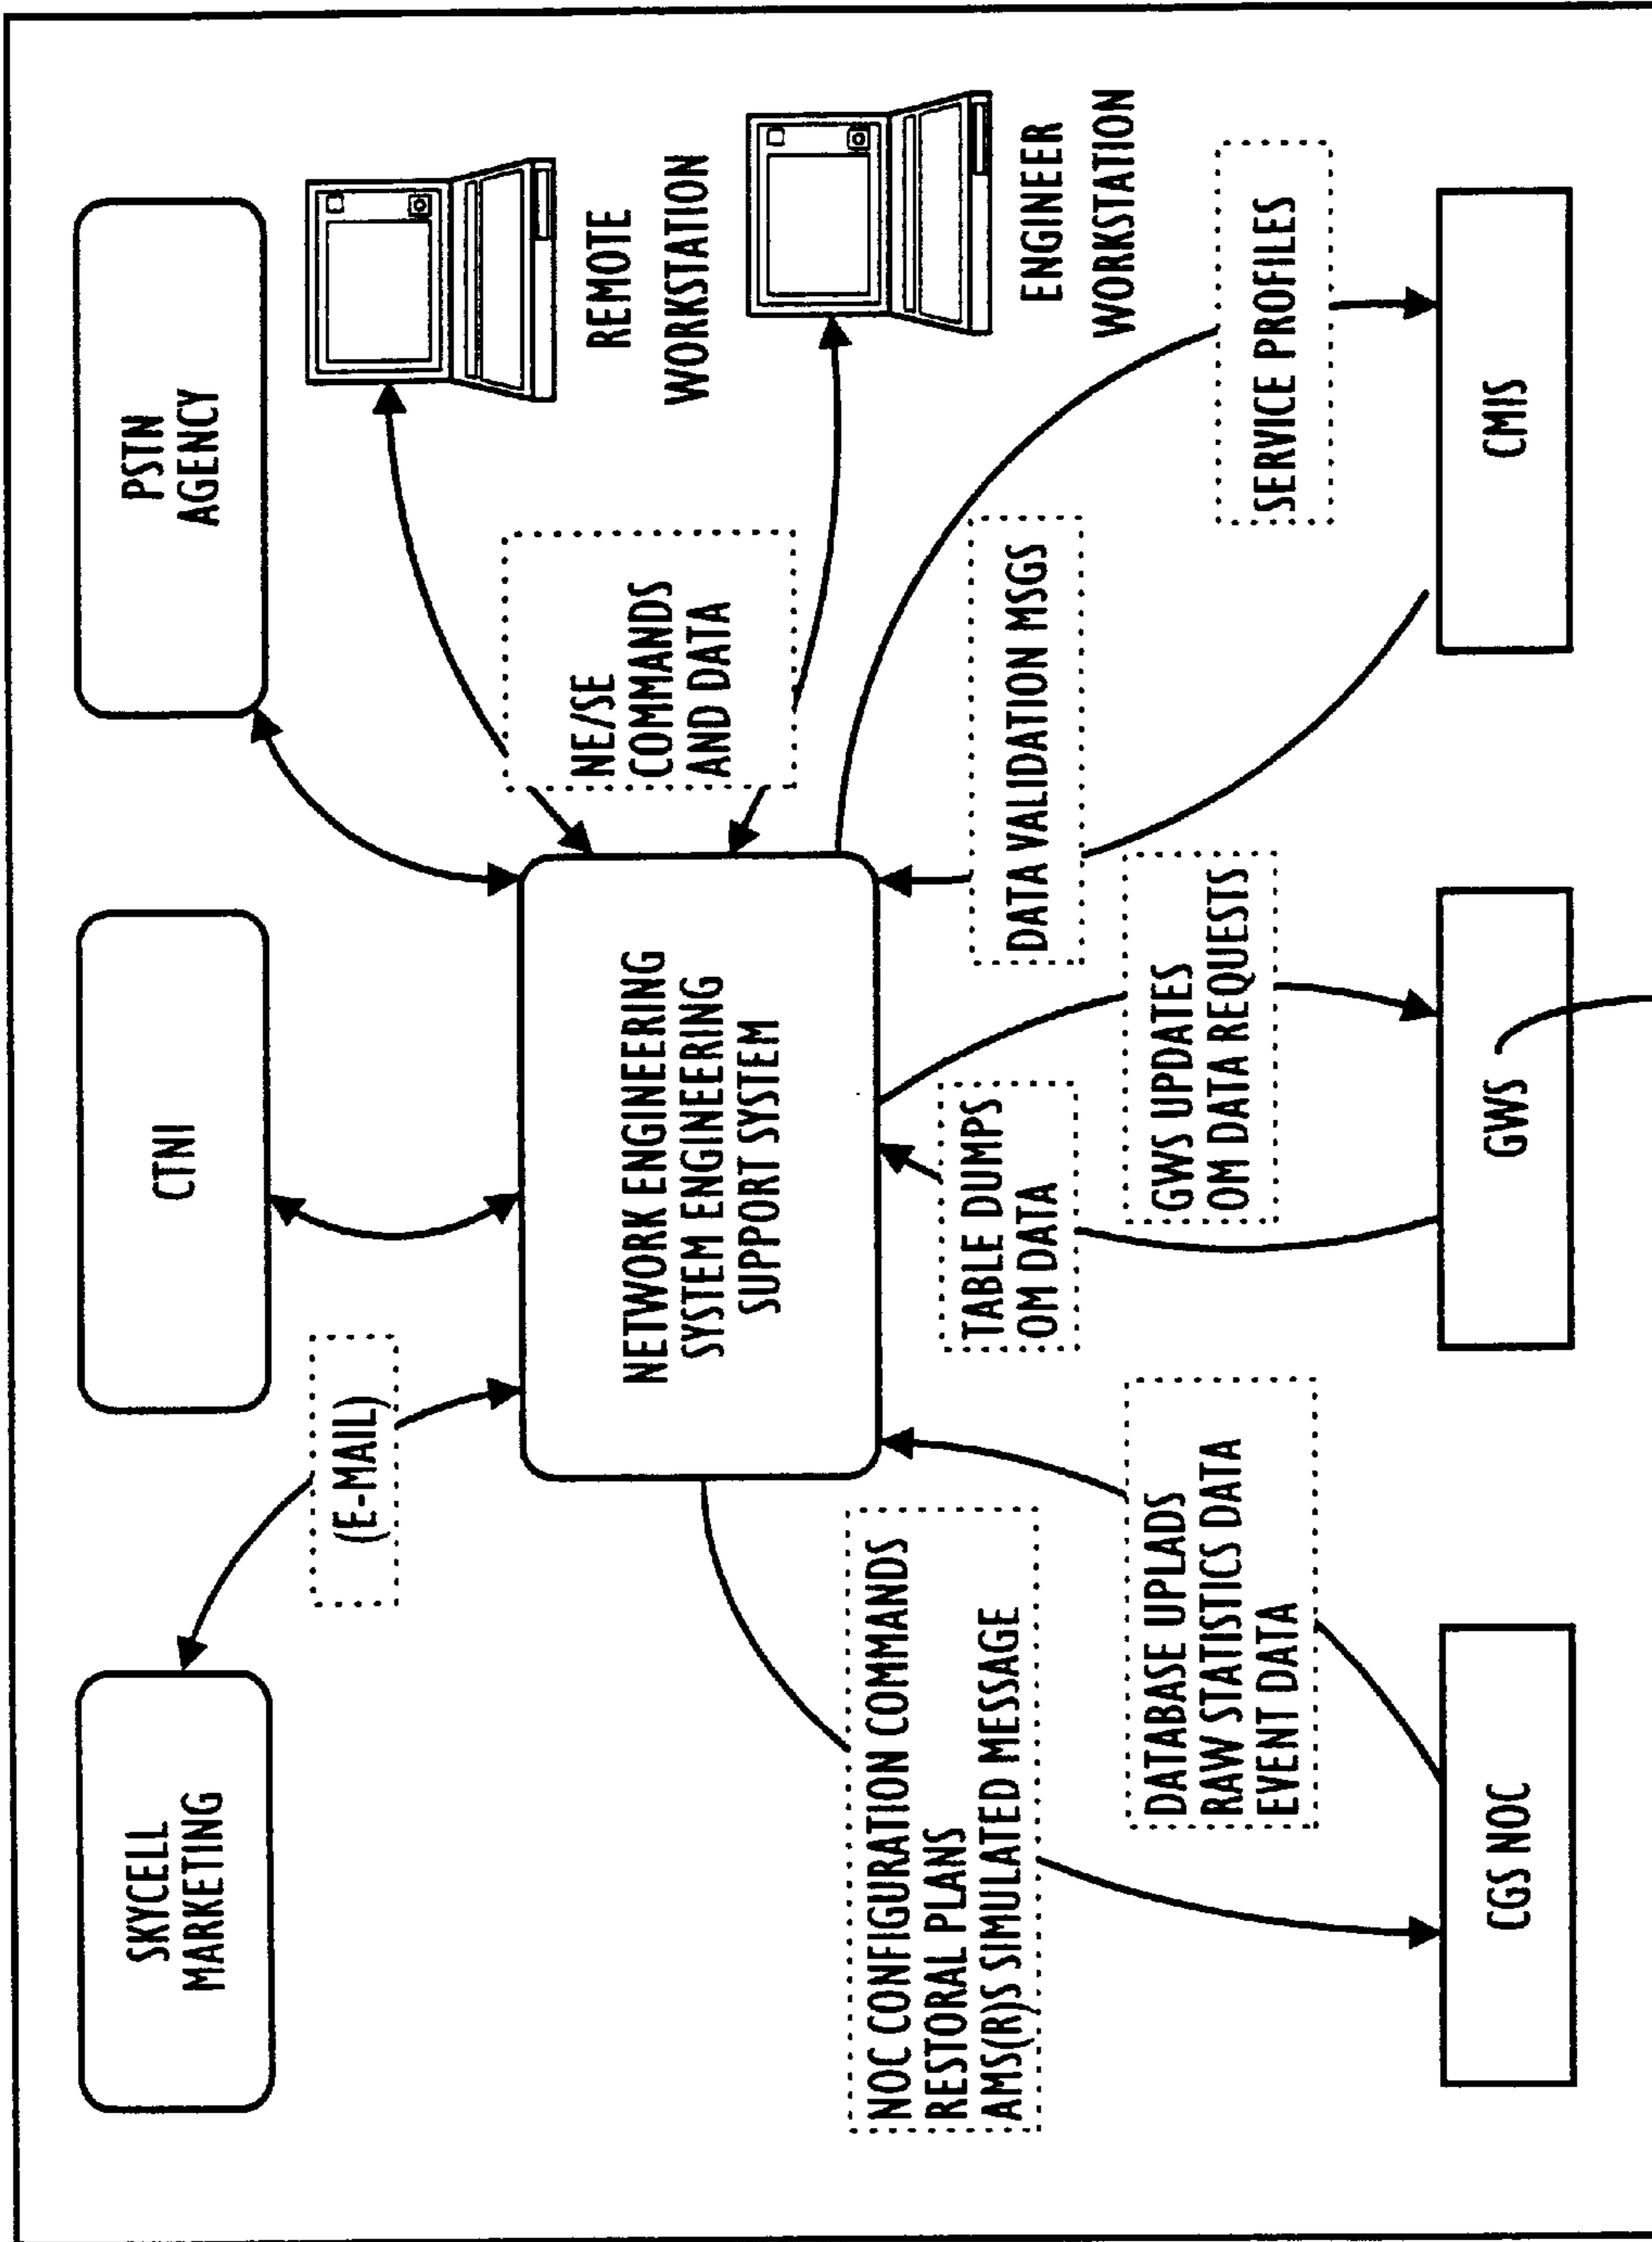 SKYCELL
MARKETING
CTNI
PSTN
AGENCY
(E-MAIL)
NE/SE
COMMANDS
AND DATA
REMOTE
WORKSTATION
NETWORK ENGINEERING
SYSTEM ENGINEERING
SUPPORT SYSTEM
ENGINEER
WORKSTATION
NOC CONFIGURATION COMMANDS
RESTORAL PLANS
AMS(R)S SIMULATED MESSAGE
TABLE DUMPS
OM DATA
DATA VALIDATION MSGS
DATABASE UPLADS
RAW STATISTICS DATA
EVENT DATA
GWS UPDATES
OM DATA REQUESTS
SERVICE PROFILES
CGS NOC
GWS
CMIS